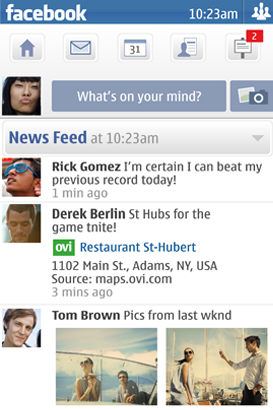 facebook 10:23am
31
2
What's on your mind?
News Feed at 10:23am
Rick Gomez I'm certain I can beat my
previous record today!
1 min ago
Derek Berlin St Hubs for the
game tnite!
ovi Restaurant St-Hubert
1102 Main St., Adams, NY, USA
Source: maps.ovi.com
3 mins ago
Tom Brown Pics from last wknd